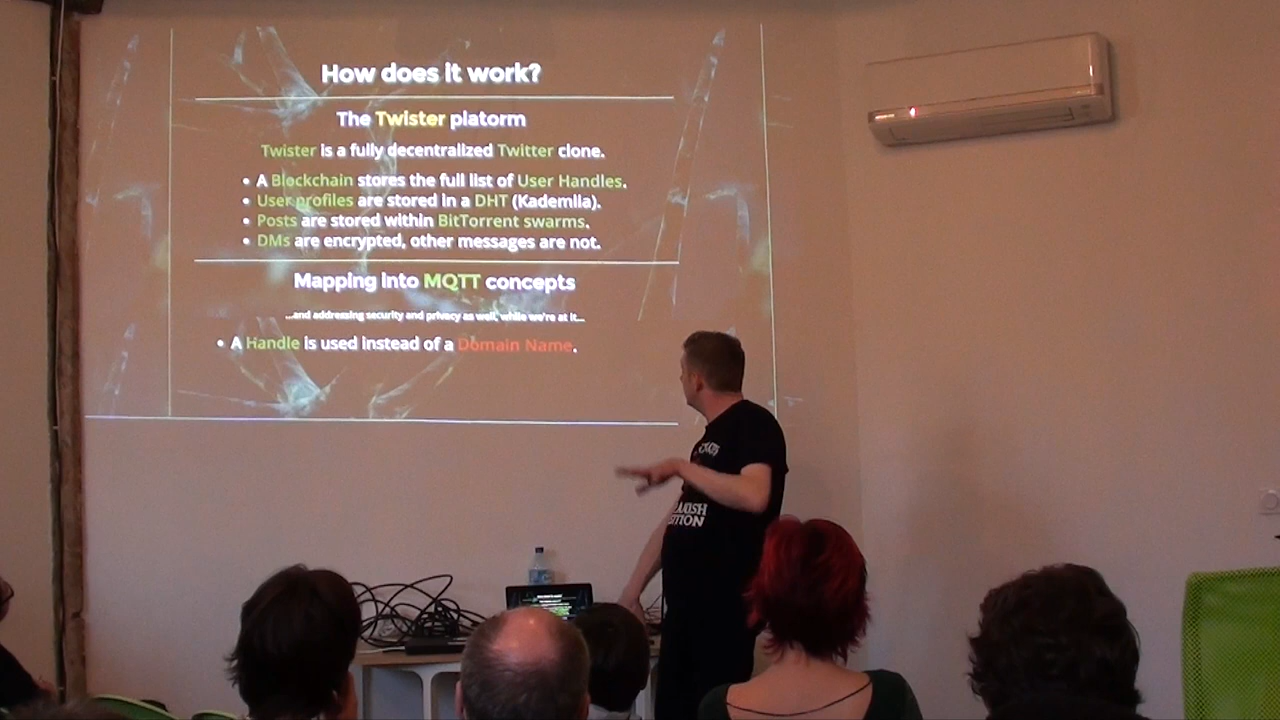 How does it work?
The Twister platorm
Twister is a fully decentralized Twitter clone.
• A Blockchain stores the full list of User Handles.
• User profiles are stored in a DHT (Kademlia).
• Posts are stored within BitTorrent swarms.
• DMs are encrypted, other messages are not.
Mapping into MQTT concepts
...and addressing security and privacy as well, while we're at it...
• A Handle is used instead of a Domain Name.